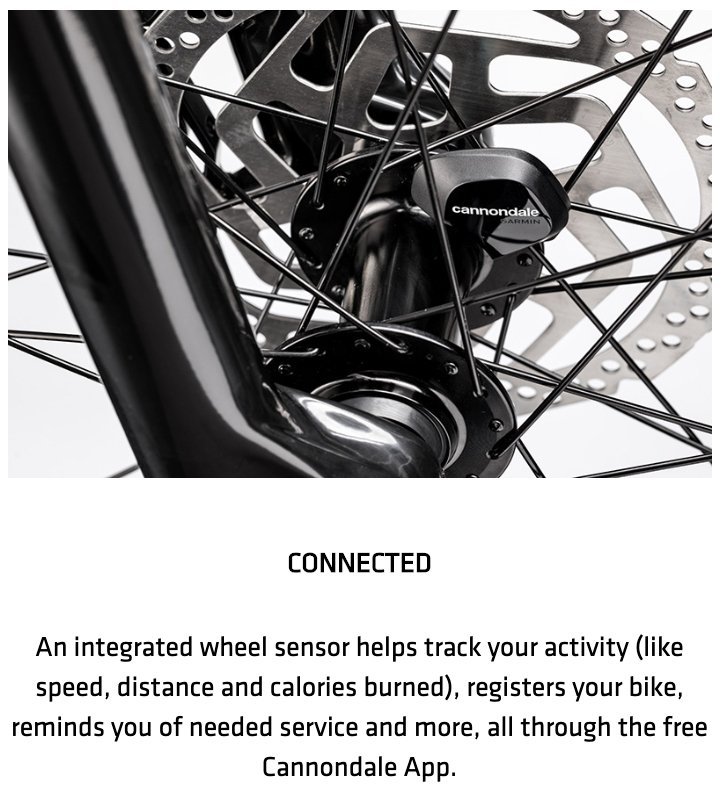 cannondale
GARMIN
CONNECTED
An integrated wheel sensor helps track your activity (like
speed, distance and calories burned), registers your bike,
reminds you of needed service and more, all through the free
Cannondale App.